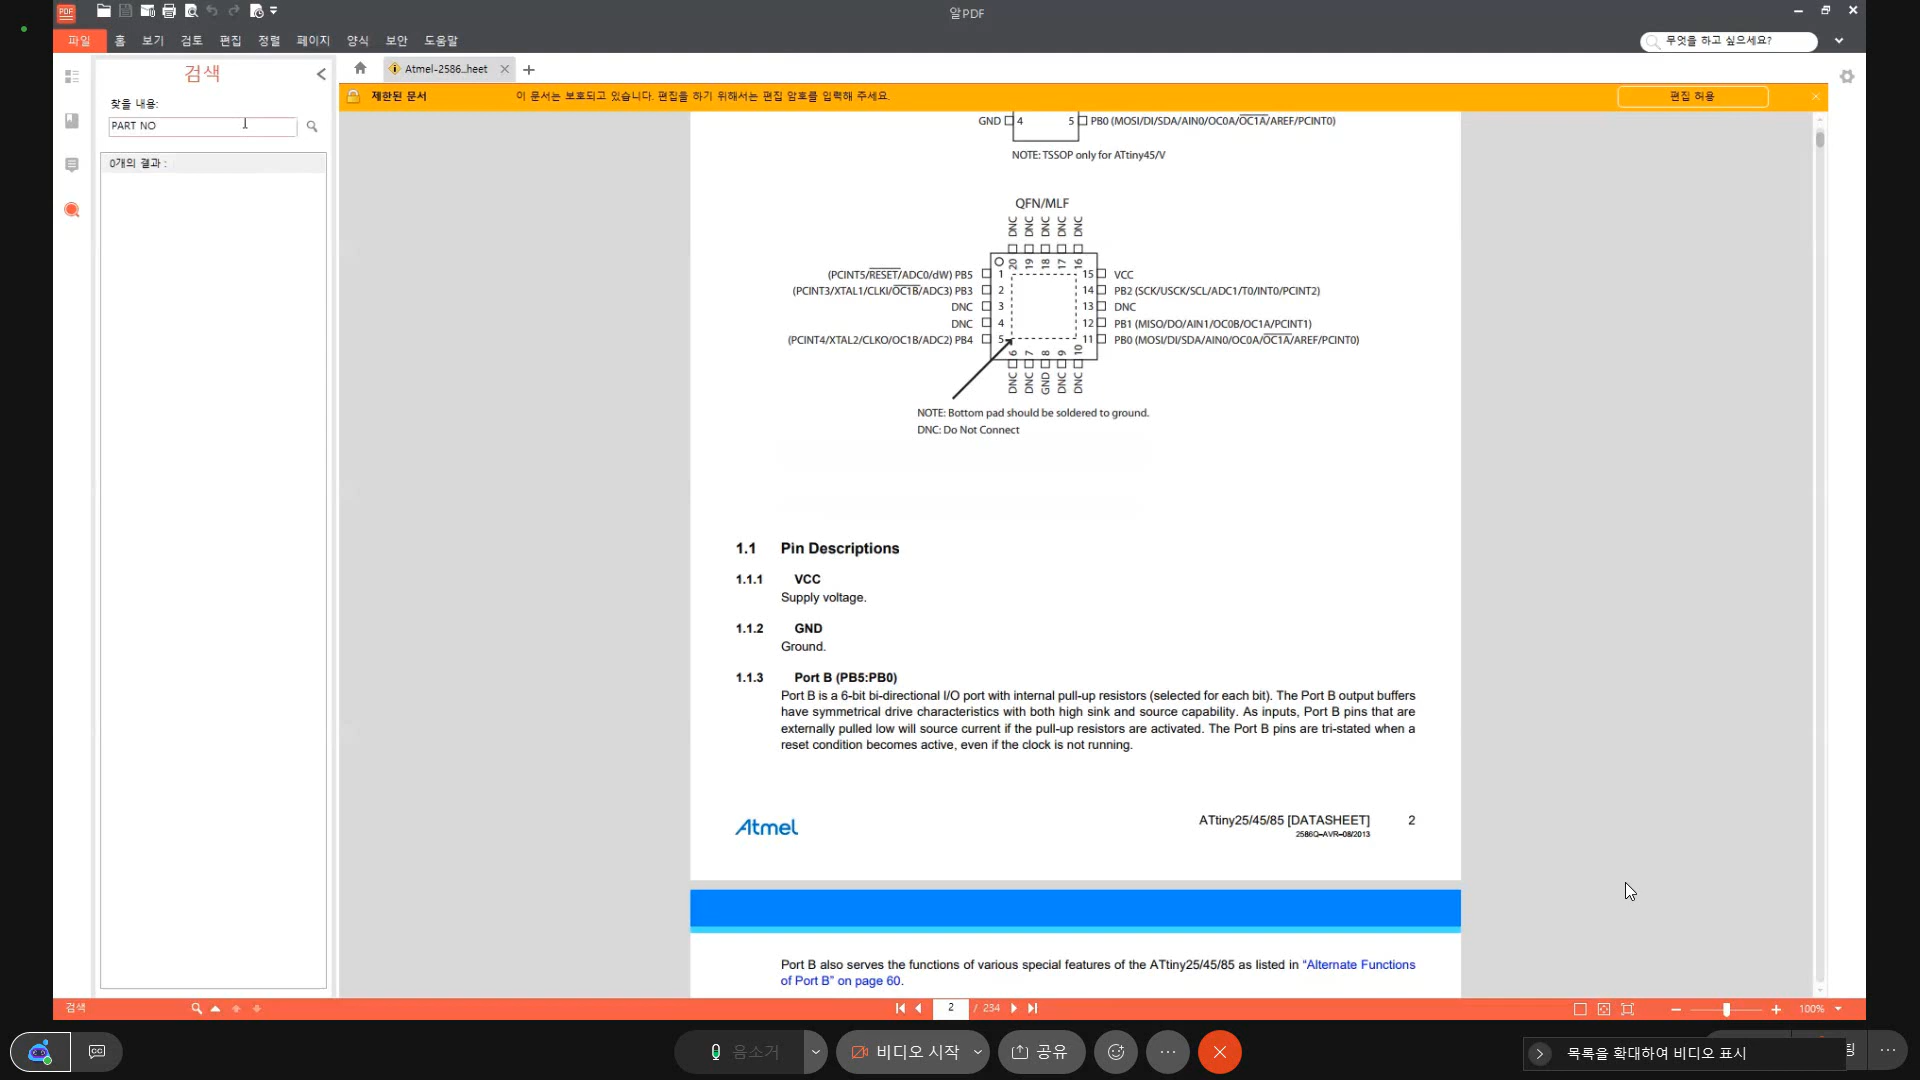 알PDF
파일 홈 보기 검토 편집 정렬 페이지 양식 보안 도움말
무엇을 하고 싶으세요?
검색
찾을 내용:
PART NO
0개의 결과 :
Atmel-2586...heet
제한된 문서
이 문서는 보호되고 있습니다. 편집을 하기 위해서는 편집 암호를 입력해 주세요.
편집 허용
GND 4 5 PB0 (MOSI/DI/SDA/AIN0/OC0A/OC1A/AREF/PCINT0)
NOTE: TSSOP only for ATtiny45/V
QFN/MLF
DNC DNC DNC DNC DNC
20 19 18 17 16
(PCINT5/RESET/ADC0/dW) PB5 1 15 VCC
(PCINT3/XTAL1/CLKI/OC1B/ADC3) PB3 2 14 PB2 (SCK/USCK/SCL/ADC1/T0/INT0/PCINT2)
DNC 3 13 DNC
DNC 4 12 PB1 (MISO/DO/AIN1/OC0B/OC1A/PCINT1)
(PCINT4/XTAL2/CLKO/OC1B/ADC2) PB4 5 11 PB0 (MOSI/DI/SDA/AIN0/OC0A/OC1A/AREF/PCINT0)
6 7 8 9 10
DNC DNC GND DNC DNC
NOTE: Bottom pad should be soldered to ground.
DNC: Do Not Connect
1.1 Pin Descriptions
1.1.1 VCC
Supply voltage.
1.1.2 GND
Ground.
1.1.3 Port B (PB5:PB0)
Port B is a 6-bit bi-directional I/O port with internal pull-up resistors (selected for each bit). The Port B output buffers
have symmetrical drive characteristics with both high sink and source capability. As inputs, Port B pins that are
externally pulled low will source current if the pull-up resistors are activated. The Port B pins are tri-stated when a
reset condition becomes active, even if the clock is not running.
Atmel
ATtiny25/45/85 [DATASHEET] 2
2586Q–AVR–08/2013
Port B also serves the functions of various special features of the ATtiny25/45/85 as listed in “Alternate Functions
of Port B” on page 60.
검색
2 / 234
100%
음소거
비디오 시작
공유
목록을 확대하여 비디오 표시